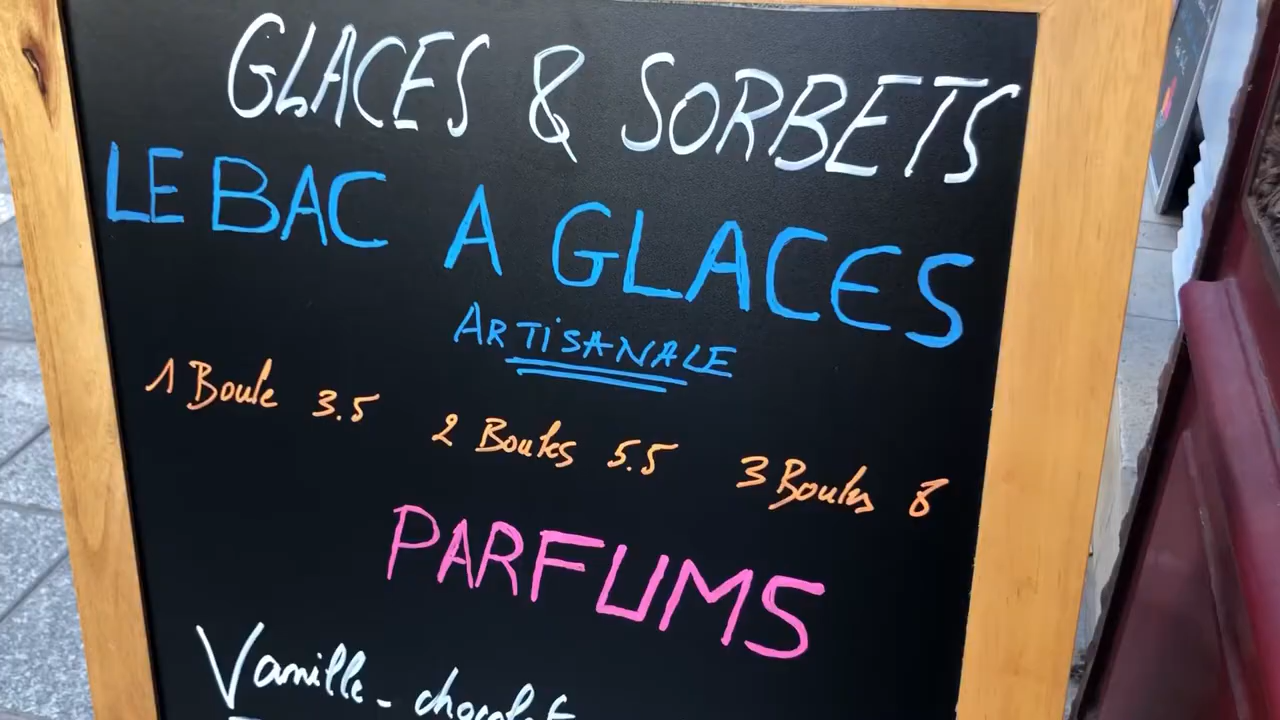 GLACES & SORBETS
LE BAC A GLACES
ARTISANALE
1 Boule 3.5 2 Boules 5.5 3 Boules 8
PARFUMS
Vanille - chocolat